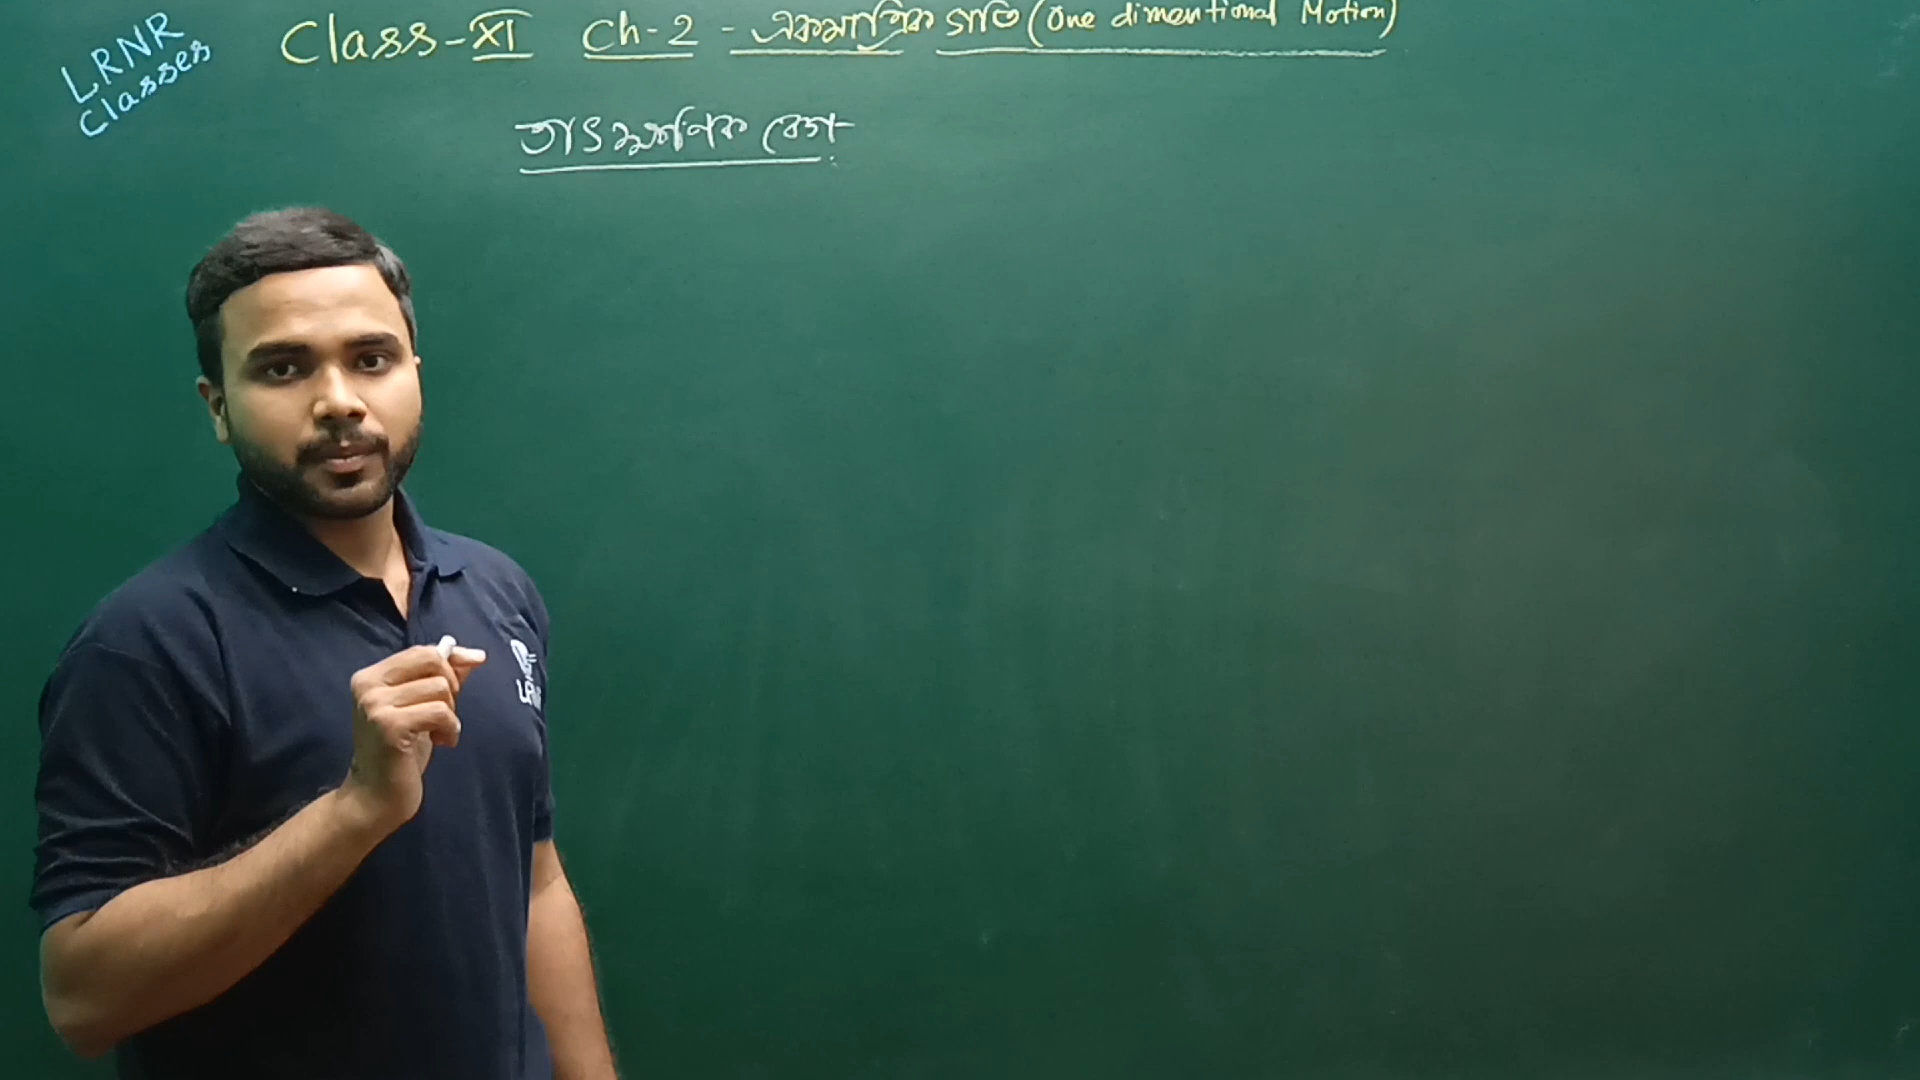 LRNR
Classes
Class-XI Ch-2 - একমাত্রিক গতি (One dimentional Motion)
তাৎক্ষণিক বেগ